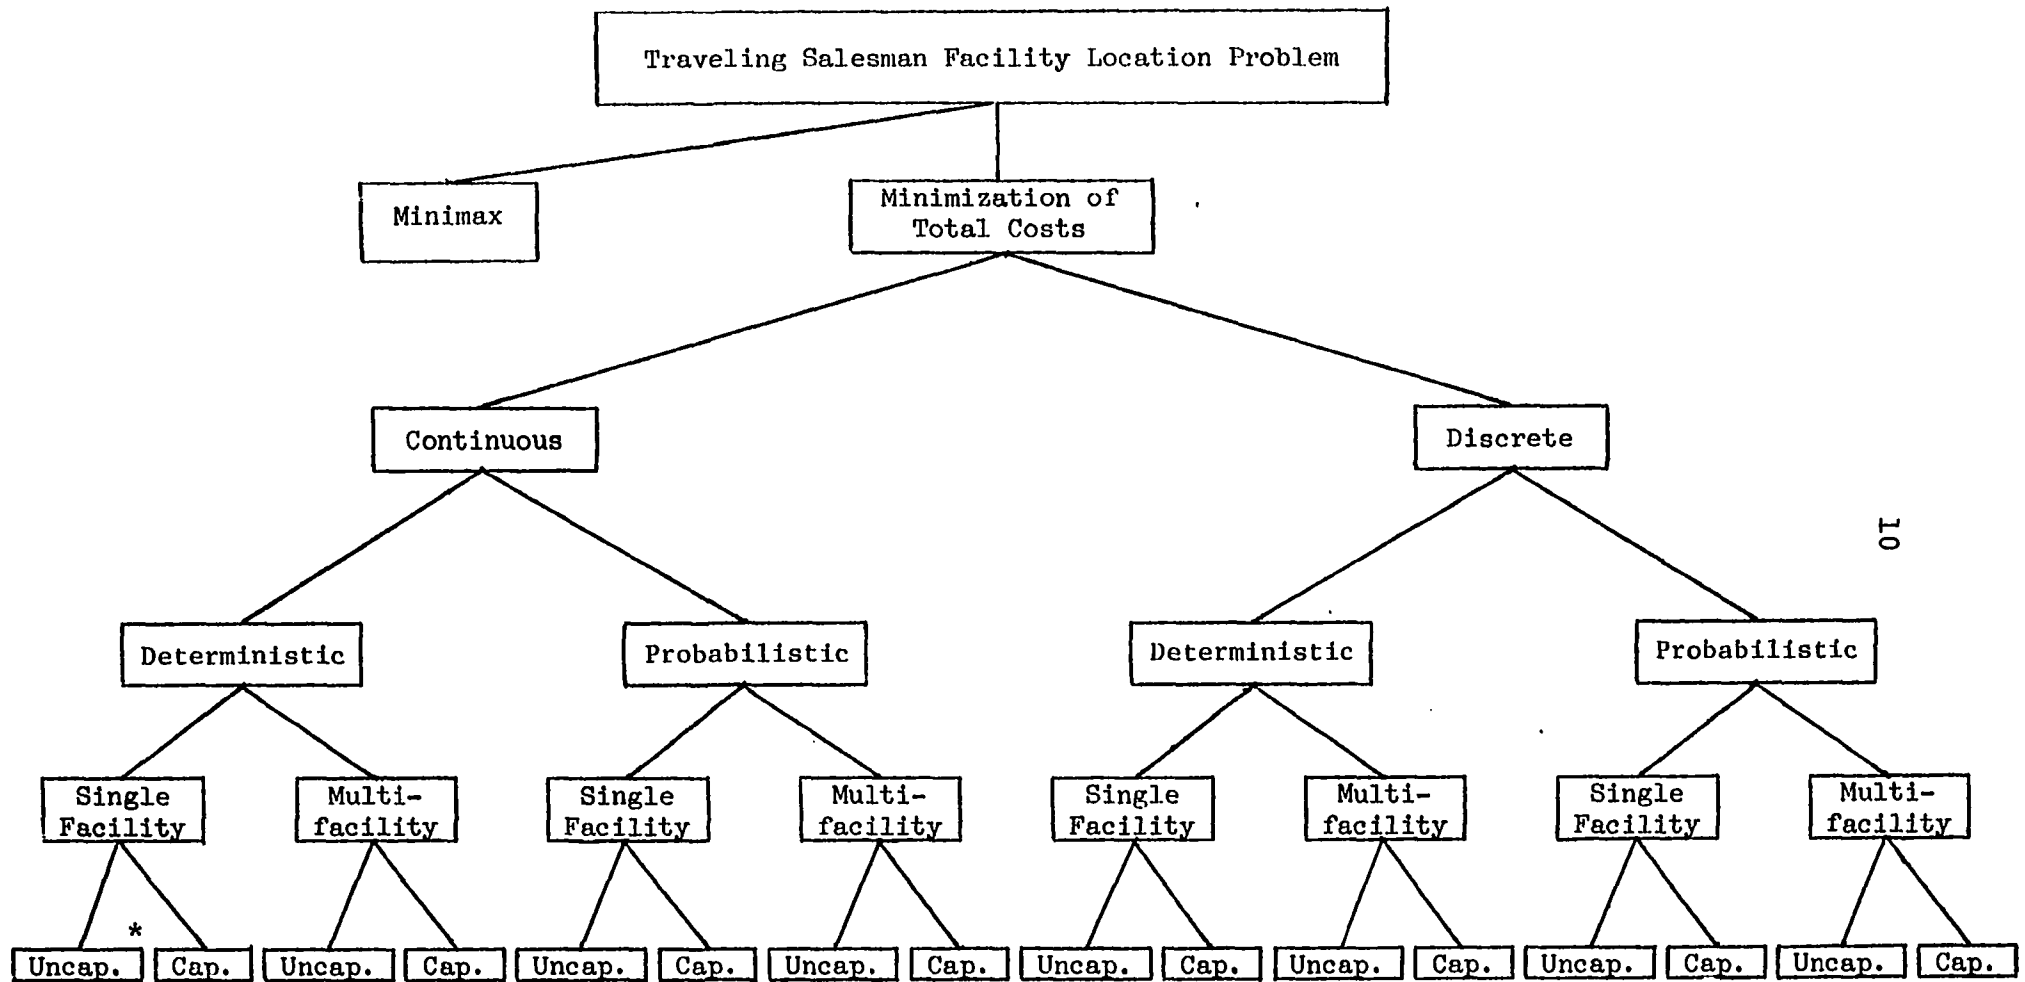 Traveling Salesman Facility Location Problem
Minimax
Minimization of
Total Costs
Continuous
Discrete
10
Deterministic
Probabilistic
Deterministic
Probabilistic
Single
Facility
Multi-
facility
Single
Facility
Multi-
facility
Single
Facility
Multi-
facility
Single
Facility
Multi-
facility
*
Uncap.
Cap.
Uncap.
Cap.
Uncap.
Cap.
Uncap.
Cap.
Uncap.
Cap.
Uncap.
Cap.
Uncap.
Cap.
Uncap.
Cap.